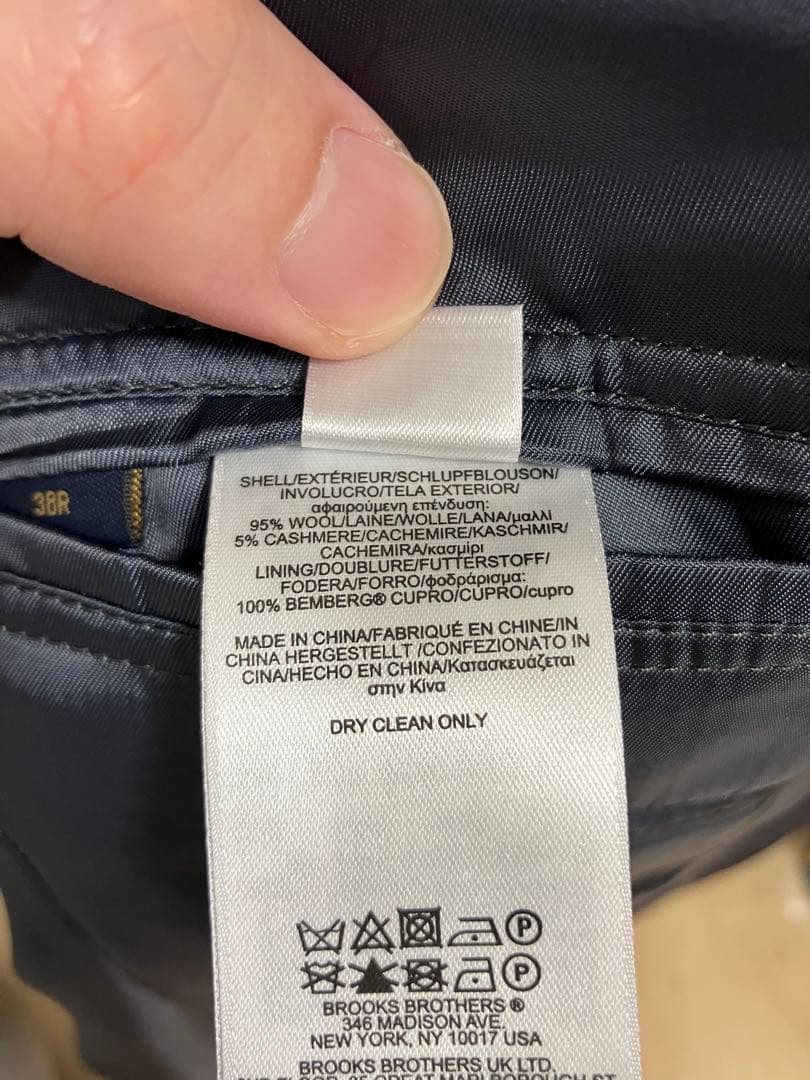 38R
SHELL/EXTÉRIEUR/SCHLUPFBLOUSON/
INVOLUCRO/TELA EXTERIOR/
αφαιρούμενη επένδυση:
95% WOOL/LAINE/WOLLE/LANA/μαλλί
5% CASHMERE/CACHEMIRE/KASCHMIR/
CACHEMIRA/κασμίρι
LINING/DOUBLURE/FUTTERSTOFF/
FODERA/FORRO/φοδράρισμα:
100% BEMBERG® CUPRO/CUPRO/cupro
MADE IN CHINA/FABRIQUÉ EN CHINE/IN
CHINA HERGESTELLT /CONFEZIONATO IN
CINA/HECHO EN CHINA/Κατασκευάζεται
στην Κίνα
DRY CLEAN ONLY
P
P
BROOKS BROTHERS ®
346 MADISON AVE.
NEW YORK, NY 10017 USA
BROOKS BROTHERS UK LTD.
GREAT MARLBOROUGH ST